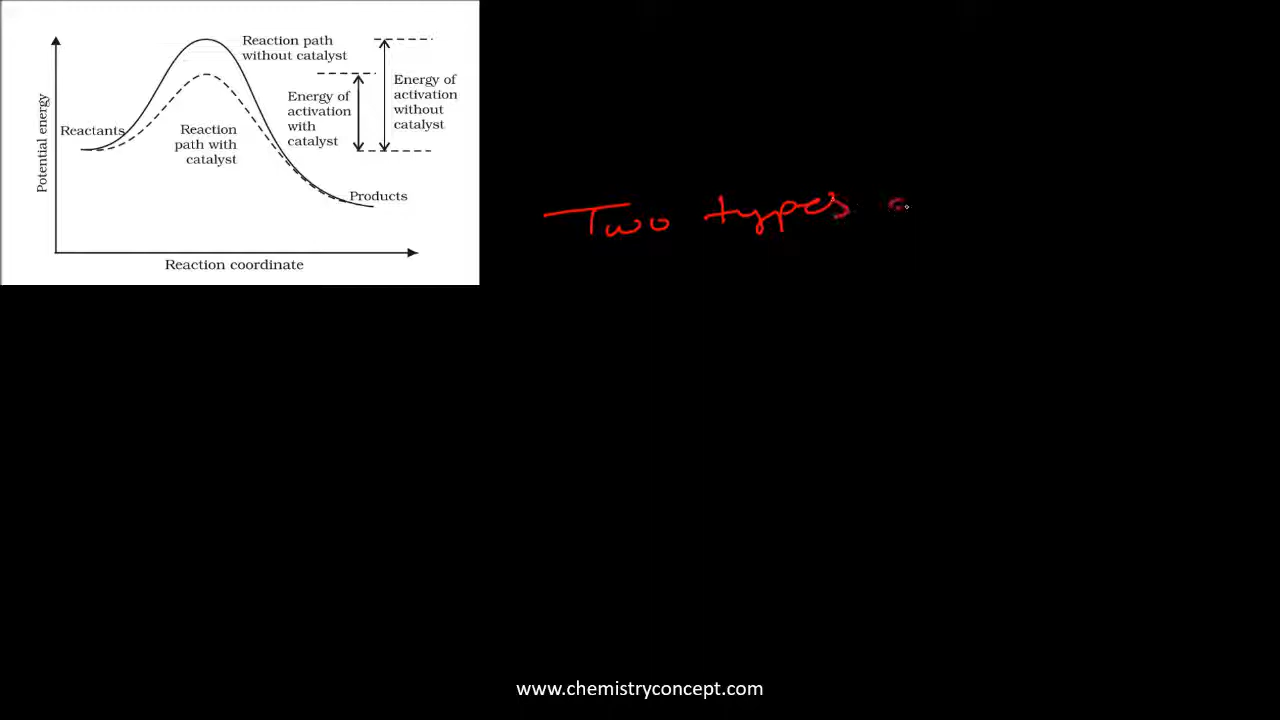 Reaction path
without catalyst
Energy of
activation
without
catalyst
Energy of
activation
with
catalyst
Reactants
Reaction
path with
catalyst
Potential energy
Products
Reaction coordinate
Two types
www.chemistryconcept.com